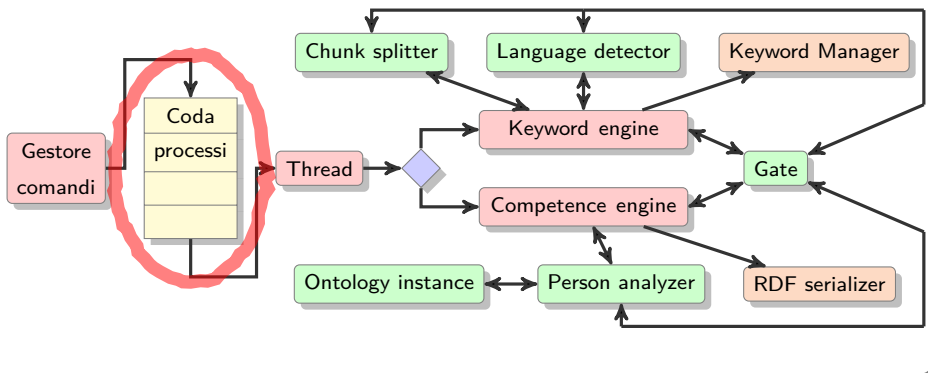 Chunk splitter
Language detector
Keyword Manager
Coda
processi
Keyword engine
Gestore
comandi
Thread
Gate
Competence engine
Ontology instance
Person analyzer
RDF serializer